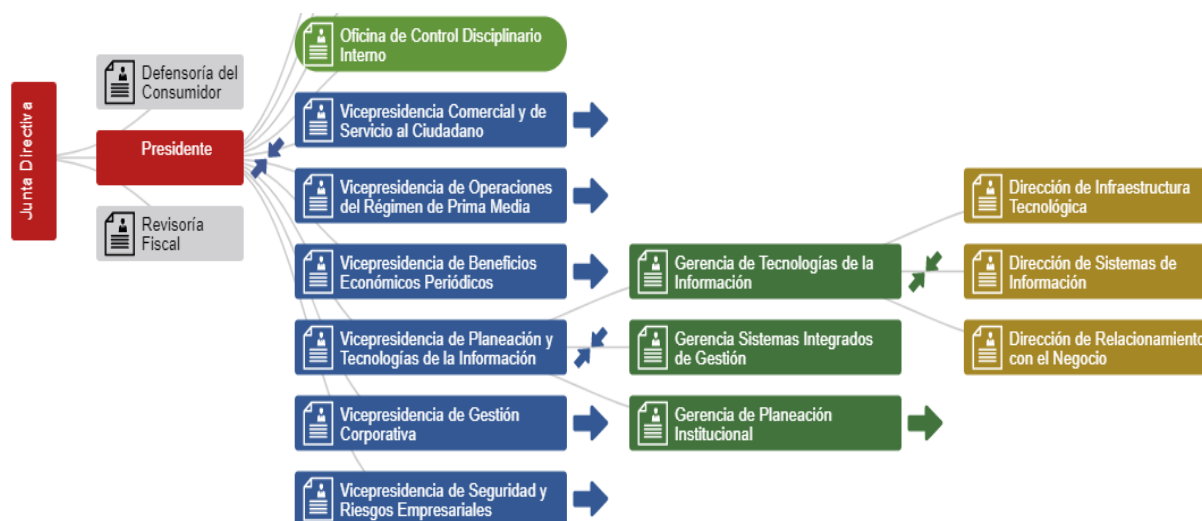 Junta Directiva
Defensoría del
Consumidor
Presidente
Revisoría
Fiscal
Oficina de Control Disciplinario
Interno
Vicepresidencia Comercial y de
Servicio al Ciudadano
Vicepresidencia de Operaciones
del Régimen de Prima Media
Vicepresidencia de Beneficios
Económicos Periódicos
Vicepresidencia de Planeación y
Tecnologías de la Información
Vicepresidencia de Gestión
Corporativa
Vicepresidencia de Seguridad y
Riesgos Empresariales
Gerencia de Tecnologías de la
Información
Gerencia Sistemas Integrados
de Gestión
Gerencia de Planeación
Institucional
Dirección de Infraestructura
Tecnológica
Dirección de Sistemas de
Información
Dirección de Relacionamiento
con el Negocio